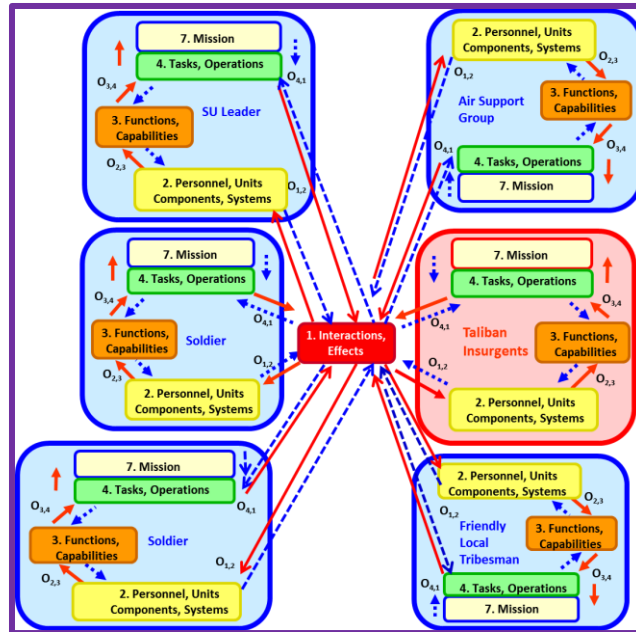 7. Mission
4. Tasks, Operations
O3,4
O4,1
3. Functions,
Capabilities
SU Leader
O2,3
2. Personnel, Units
Components, Systems
O1,2
2. Personnel, Units
Components, Systems
O2,3
O1,2
Air Support
Group
3. Functions,
Capabilities
O4,1
O3,4
4. Tasks, Operations
7. Mission
7. Mission
4. Tasks, Operations
O3,4
O4,1
3. Functions,
Capabilities
Soldier
O2,3
O1,2
2. Personnel, Units
Components, Systems
1. Interactions,
Effects
7. Mission
4. Tasks, Operations
O3,4
O4,1
Taliban
Insurgents
3. Functions,
Capabilities
O1,2
O2,3
2. Personnel, Units
Components, Systems
7. Mission
4. Tasks, Operations
O3,4
O4,1
3. Functions,
Capabilities
Soldier
O1,2
O2,3
2. Personnel, Units
Components, Systems
2. Personnel, Units
Components, Systems
O2,3
O1,2
Friendly
Local
Tribesman
3. Functions,
Capabilities
O3,4
O4,1
4. Tasks, Operations
7. Mission